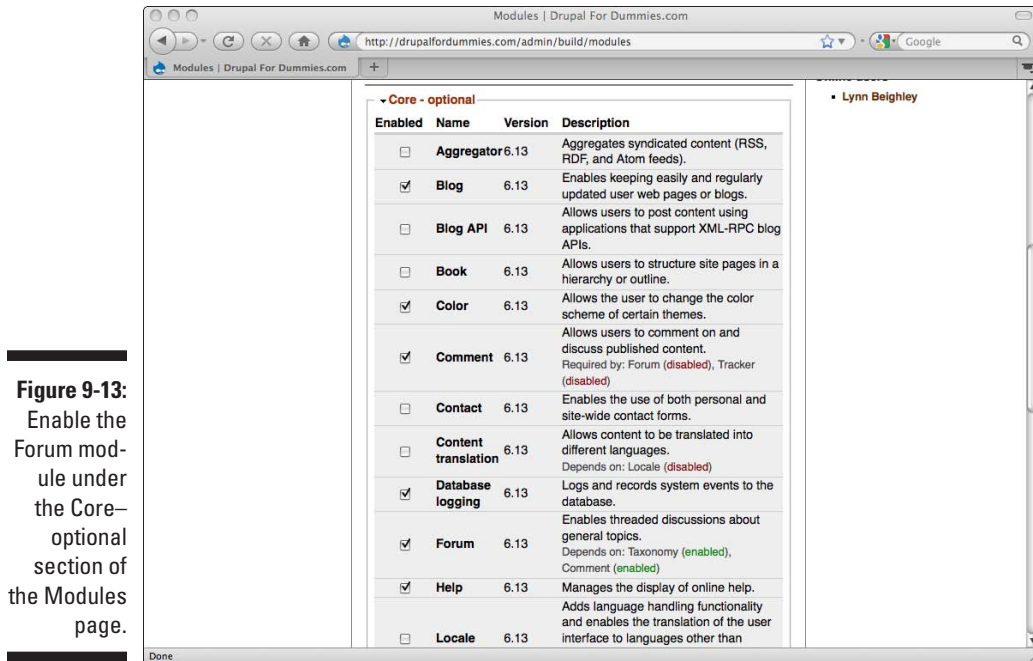 Modules | Drupal For Dummies.com
http://drupalfordummies.com/admin/build/modules
Google
Modules | Drupal For Dummies.com
+
Lynn Beighley
Core - optional
Enabled Name Version Description
Aggregator 6.13 Aggregates syndicated content (RSS,
RDF, and Atom feeds).
Blog 6.13 Enables keeping easily and regularly
updated user web pages or blogs.
Blog API 6.13 Allows users to post content using
applications that support XML-RPC blog
APIs.
Book 6.13 Allows users to structure site pages in a
hierarchy or outline.
Color 6.13 Allows the user to change the color
scheme of certain themes.
Comment 6.13 Allows users to comment on and
discuss published content.
Required by: Forum (disabled), Tracker
(disabled)
Contact 6.13 Enables the use of both personal and
site-wide contact forms.
Content
translation 6.13 Allows content to be translated into
different languages.
Depends on: Locale (disabled)
Database
logging 6.13 Logs and records system events to the
database.
Forum 6.13 Enables threaded discussions about
general topics.
Depends on: Taxonomy (enabled),
Comment (enabled)
Help 6.13 Manages the display of online help.
Locale 6.13 Adds language handling functionality
and enables the translation of the user
interface to languages other than
Done
Figure 9-13:
Enable the
Forum mod-
ule under
the Core–
optional
section of
the Modules
page.